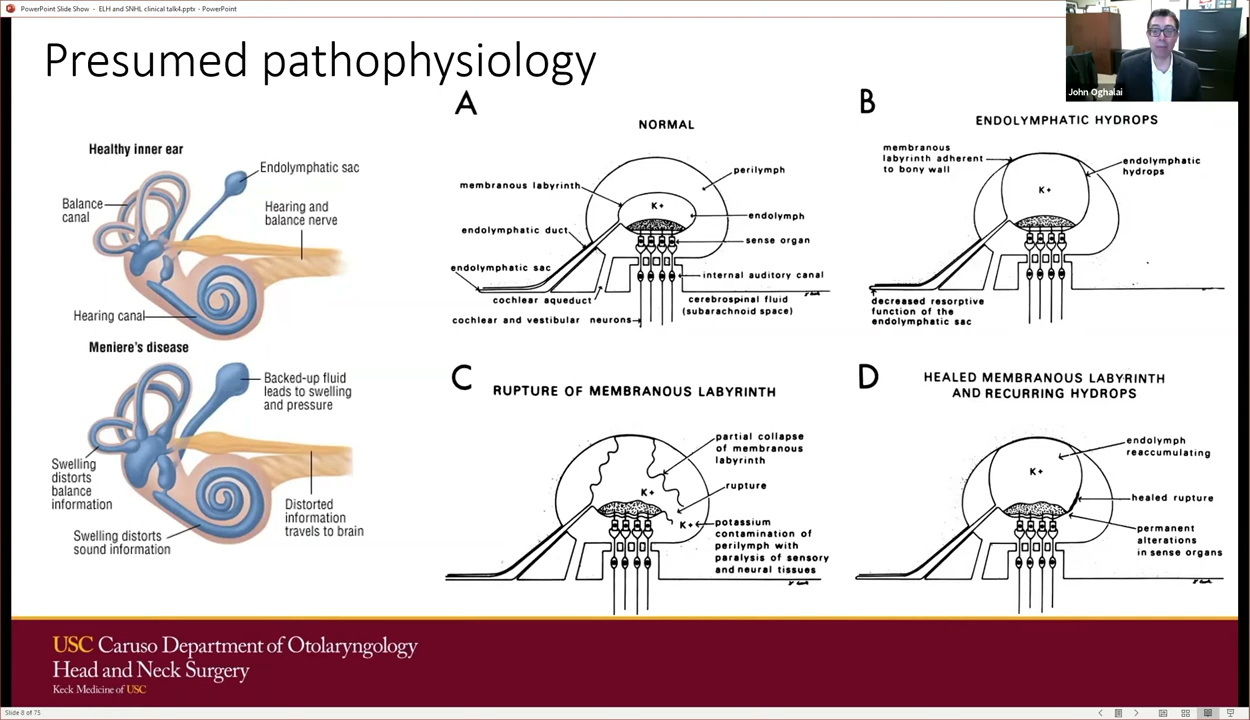 PowerPoint Slide Show - ELH and SNHL clinical talk4.pptx - PowerPoint
John Oghalai
Presumed pathophysiology
Healthy inner ear
Endolymphatic sac
Balance
canal
Hearing and
balance nerve
Hearing canal
Meniere's disease
Backed-up fluid
leads to swelling
and pressure
Swelling
distorts
balance
information
Swelling distorts
sound information
Distorted
information
travels to brain
A
NORMAL
perilymph
membranous labyrinth
K+
endolymph
endolymphatic duct
sense organ
endolymphatic sac
internal auditory canal
cochlear aqueduct
cerebrospinal fluid
(subarachnoid space)
cochlear and vestibular neurons
B
ENDOLYMPHATIC HYDROPS
membranous
labyrinth adherent
to bony wall
endolymphatic
hydrops
K+
decreased resorptive
function of the
endolymphatic sac
C
RUPTURE OF MEMBRANOUS LABYRINTH
partial collapse
of membranous
labyrinth
rupture
K+
K+
potassium
contamination of
perilymph with
paralysis of sensory
and neural tissues
D
HEALED MEMBRANOUS LABYRINTH
AND RECURRING HYDROPS
endolymph
reaccumulating
K+
healed rupture
permanent
alterations
in sense organs
USC Caruso Department of Otolaryngology
Head and Neck Surgery
Keck Medicine of USC
Slide 8 of 75